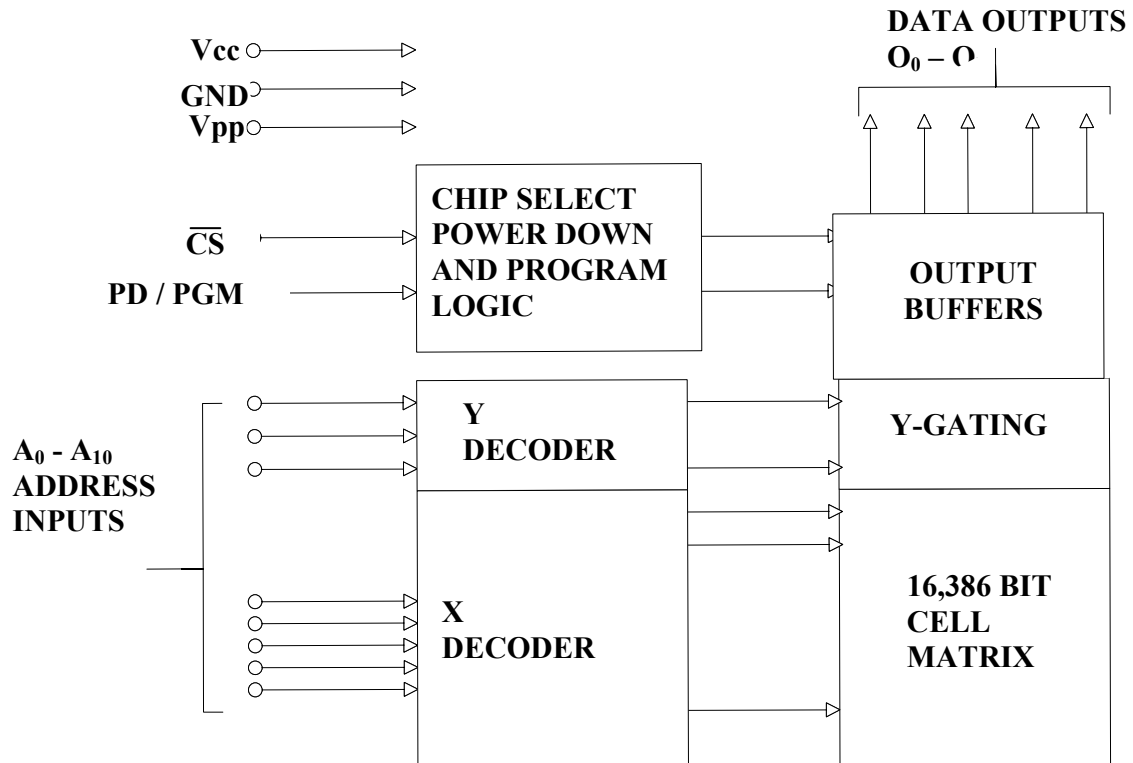 DATA OUTPUTS
O₀ – O
Vcc
GND
Vpp
CHIP SELECT
POWER DOWN
AND PROGRAM
LOGIC
CS̅
PD / PGM
OUTPUT
BUFFERS
Y
DECODER
Y-GATING
A₀ - A₁₀
ADDRESS
INPUTS
X
DECODER
16,386 BIT
CELL
MATRIX